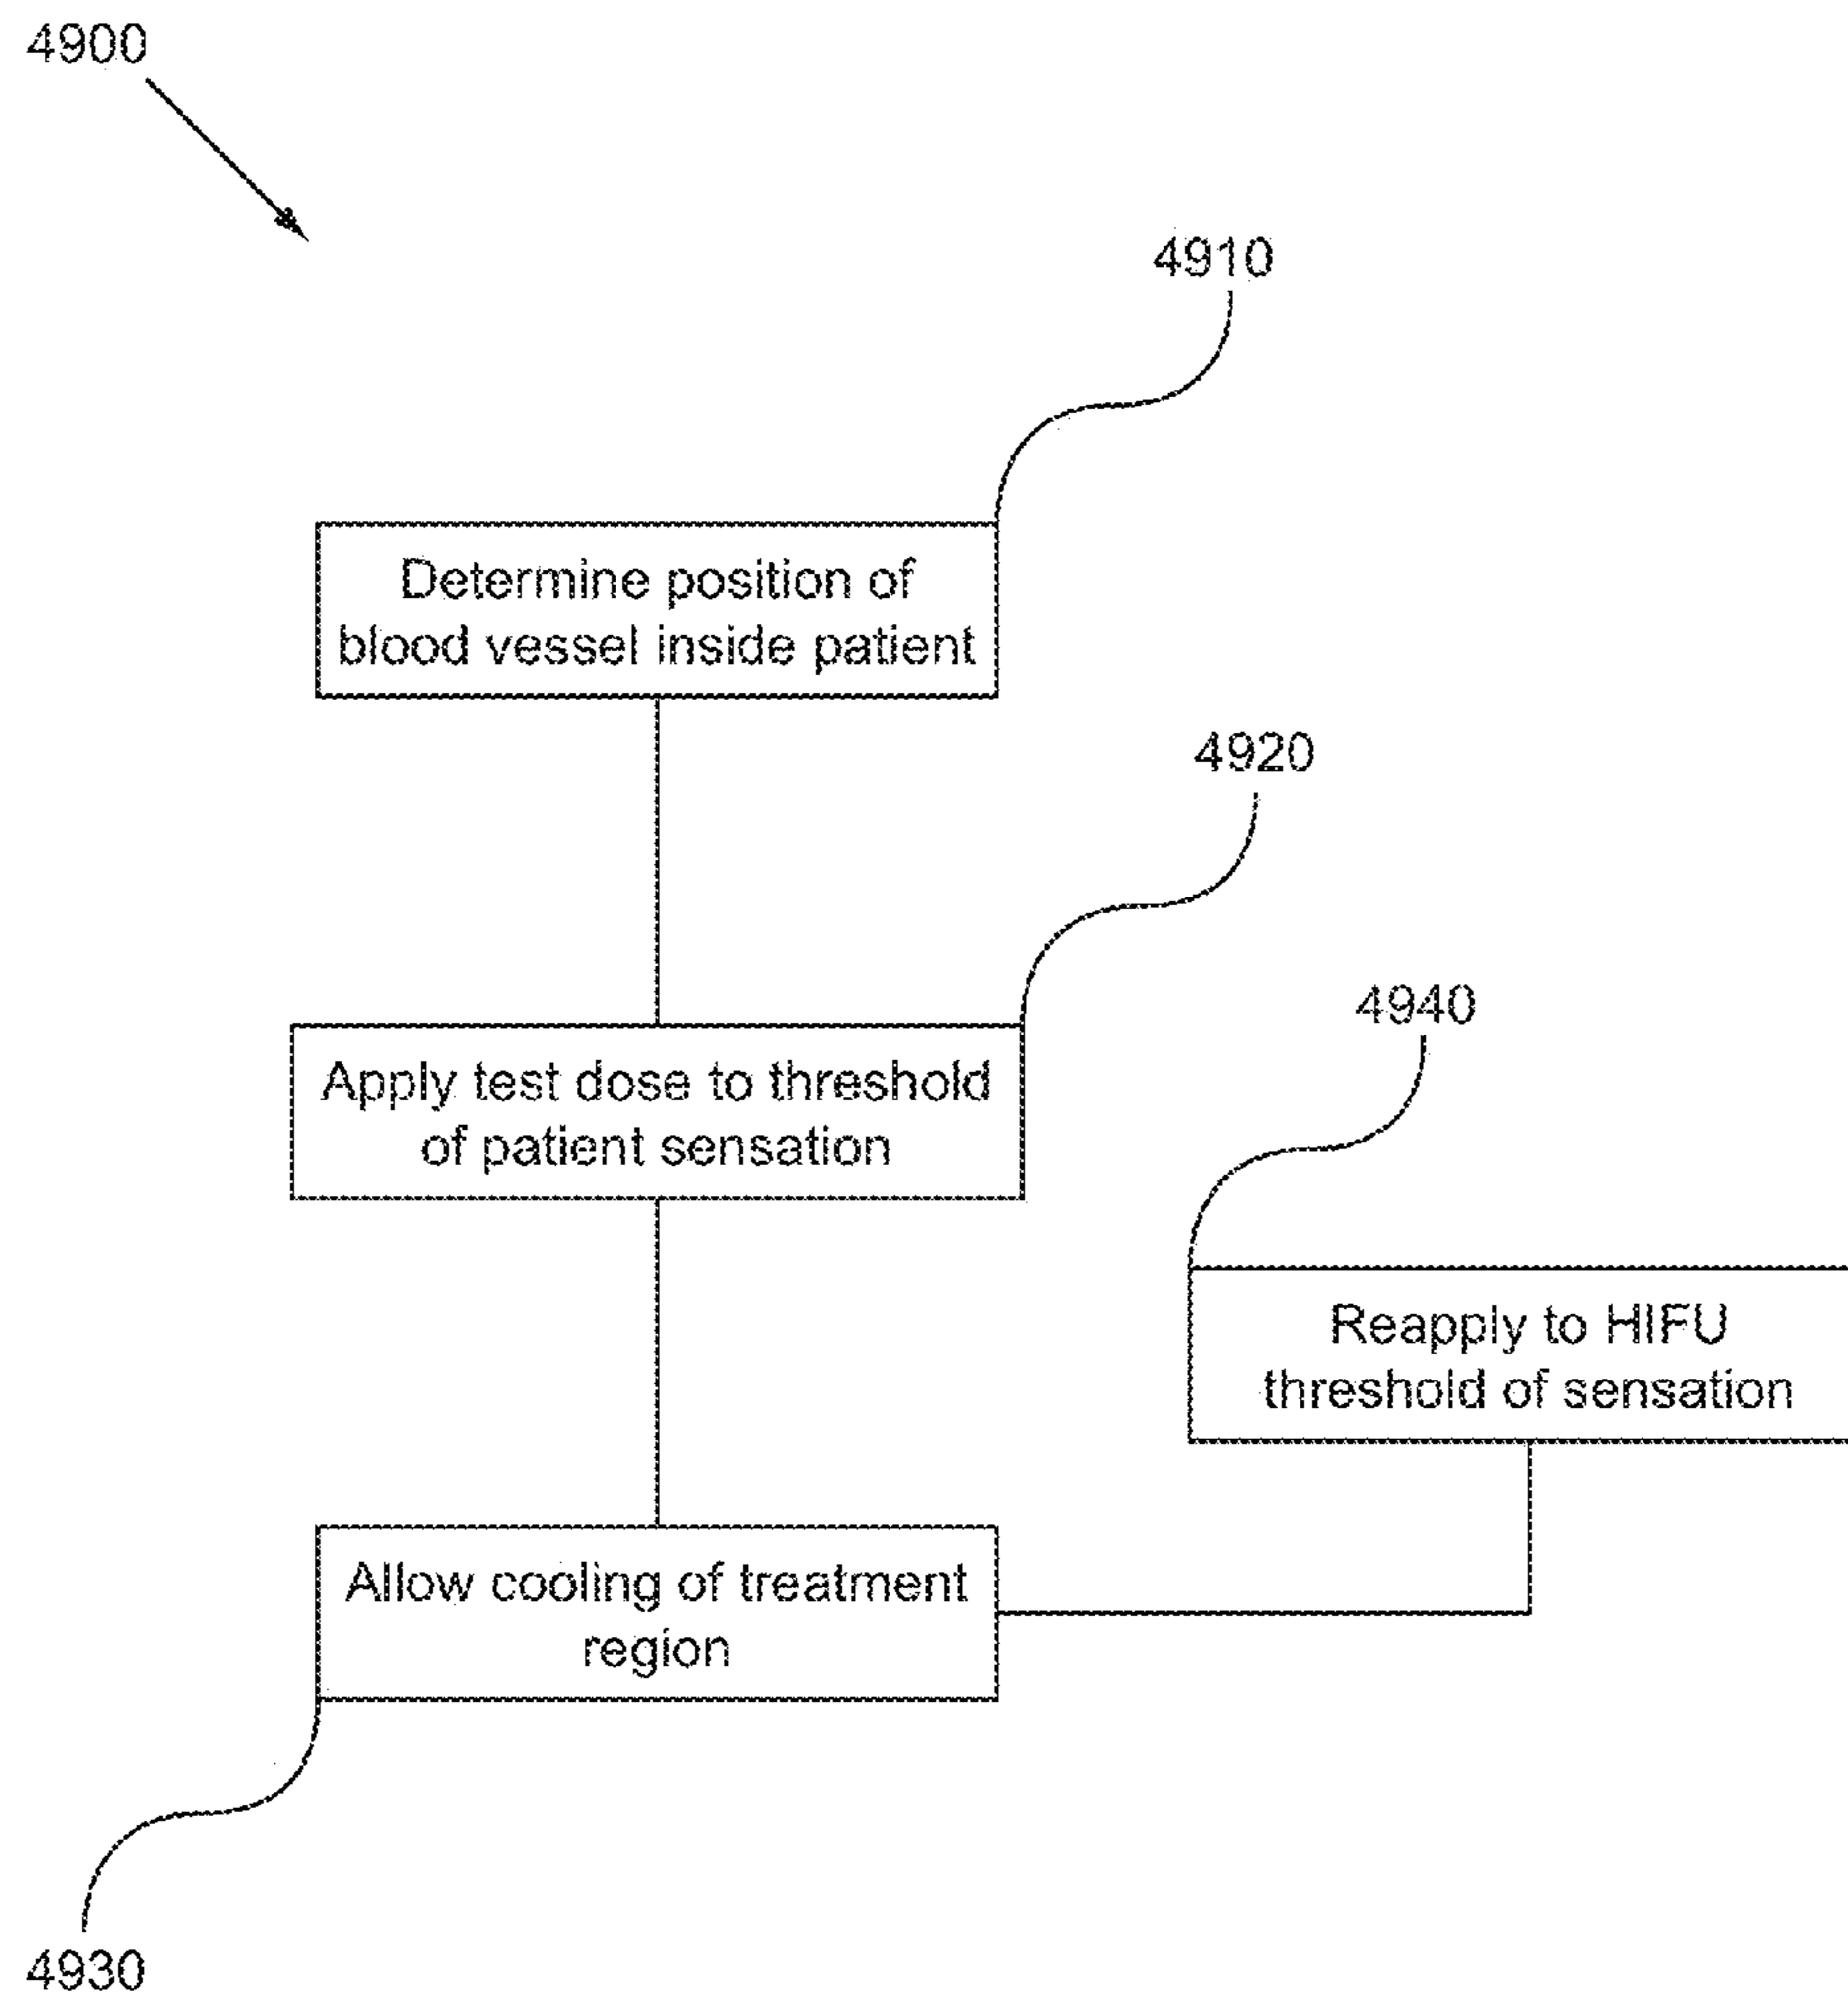 4900
4910
Determine position of
blood vessel inside patient
4920
Apply test dose to threshold
of patient sensation
4940
Reapply to HIFU
threshold of sensation
Allow cooling of treatment
region
4930